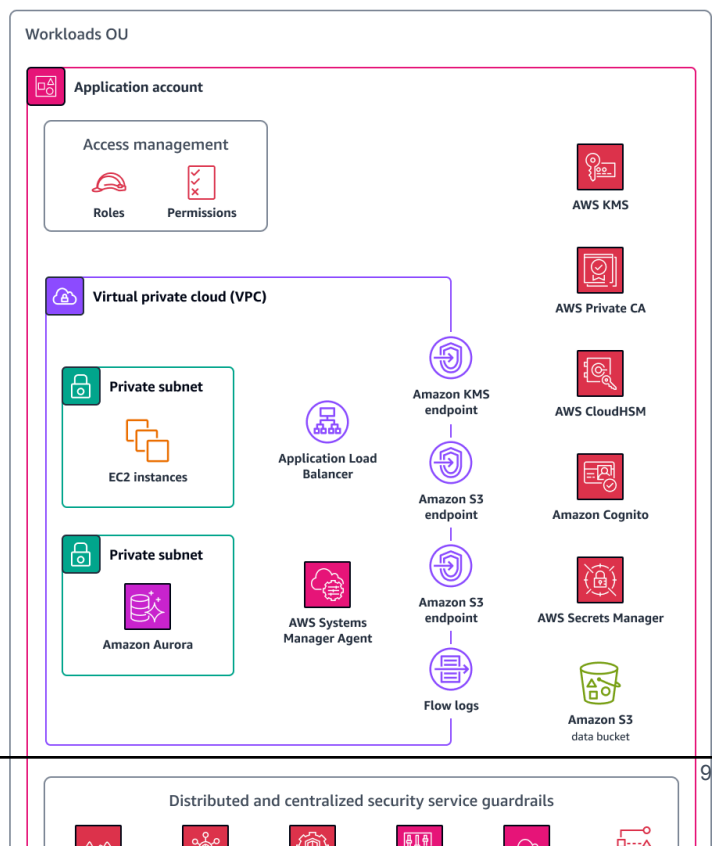 Workloads OU
Application account
Access management
Roles
Permissions
AWS KMS
AWS Private CA
Virtual private cloud (VPC)
Amazon KMS
endpoint
Private subnet
EC2 instances
Application Load
Balancer
AWS CloudHSM
Amazon S3
endpoint
Amazon Cognito
Private subnet
Amazon Aurora
AWS Systems
Manager Agent
Amazon S3
endpoint
AWS Secrets Manager
Flow logs
Amazon S3
data bucket
9
Distributed and centralized security service guardrails